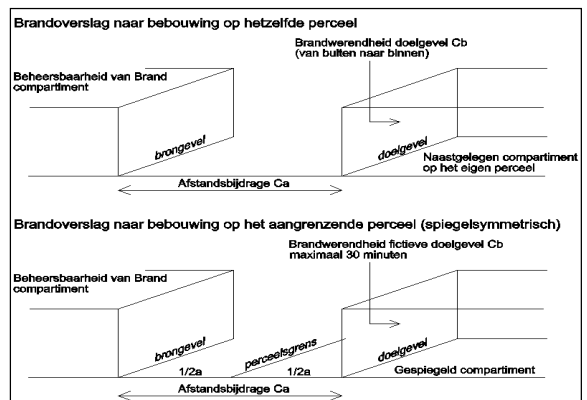 Brandoverslag naar bebouwing op hetzelfde perceel
Brandwerendheid doelgevel Cb
(van buiten naar binnen)
Beheersbaarheid van Brand
compartiment
brongevel
doelgevel
Naastgelegen compartiment
op het eigen perceel
Afstandsbijdrage Ca
Brandoverslag naar bebouwing op het aangrenzende perceel (spiegelsymetrisch)
Brandwerendheid fictieve doelgevel Cb
maximaal 30 minuten
Beheersbaarheid van Brand
compartiment
brongevel
perceelsgrens
doelgevel
1/2a
1/2a
Gespiegeld compartiment
Afstandsbijdrage Ca